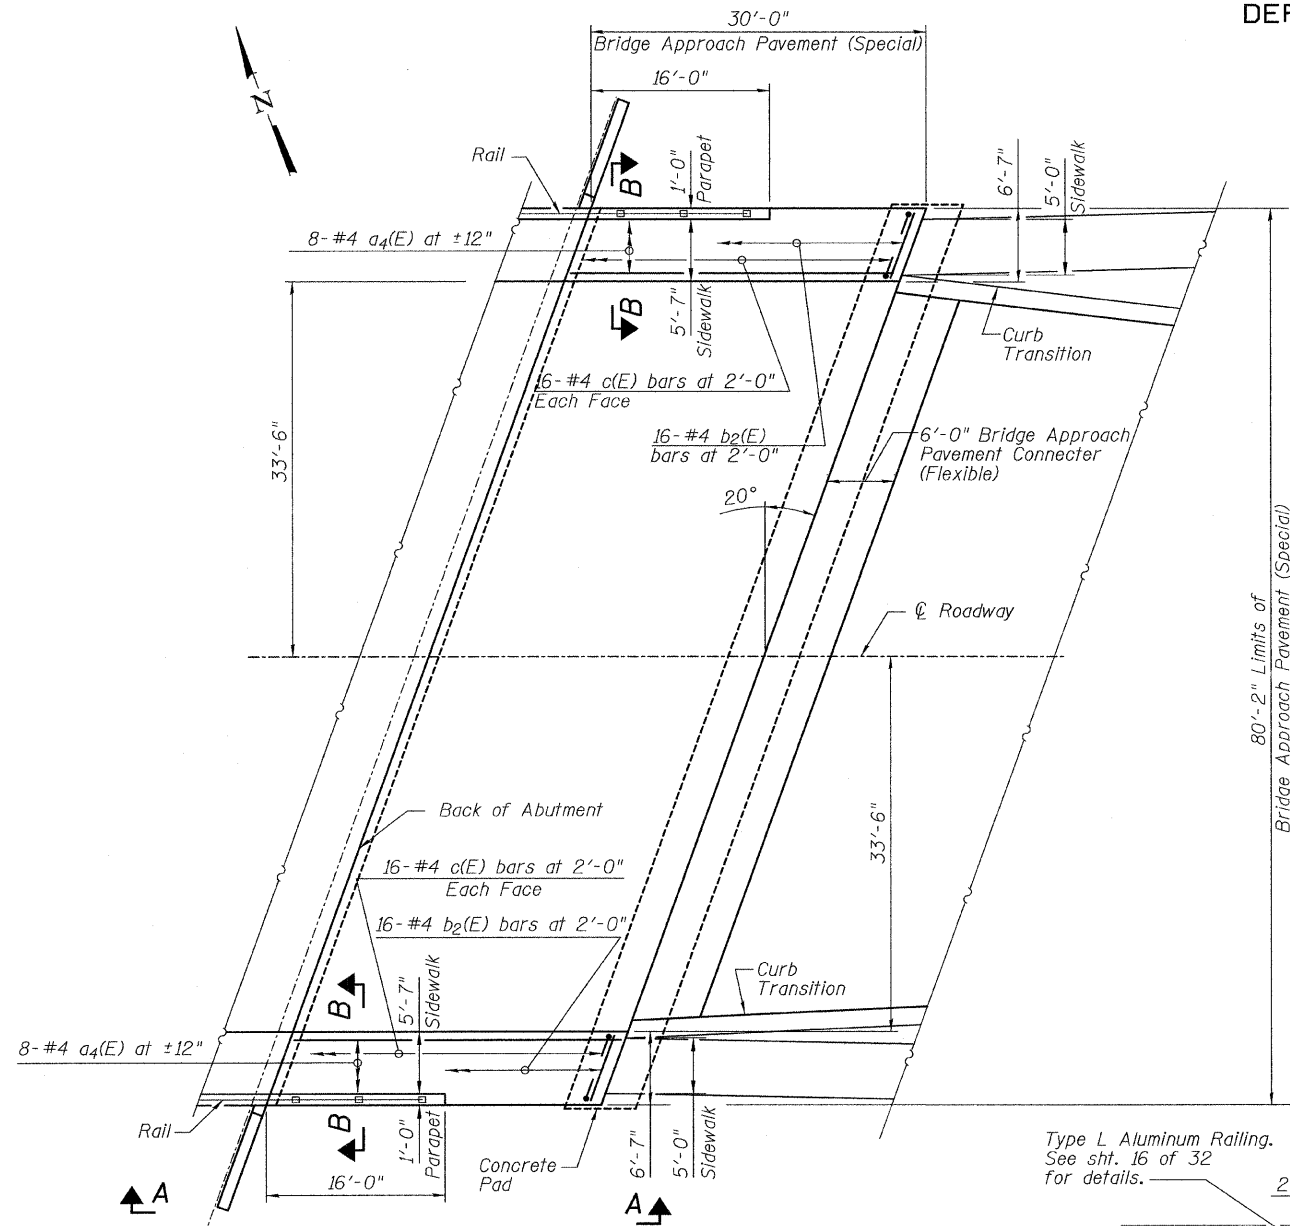 DEF
30'-0"
Bridge Approach Pavement (Special)
16'-0"
N
Rail
B
1'-0"
Parapet
6'-7"
5'-0"
Sidewalk
8-#4 a4(E) at ±12"
B
5'-7"
Sidewalk
Curb
Transition
16-#4 c(E) bars at 2'-0"
Each Face
16-#4 b2(E)
bars at 2'-0"
6'-0" Bridge Approach
Pavement Connecter
(Flexible)
33'-6"
20°
℄ Roadway
80'-2" Limits of
Bridge Approach Pavement (Special)
Back of Abutment
33'-6"
16-#4 c(E) bars at 2'-0"
Each Face
16-#4 b2(E) bars at 2'-0"
Curb
Transition
B
5'-7"
Sidewalk
8-#4 a4(E) at ±12"
Rail
B
1'-0"
Parapet
6'-7"
5'-0"
Sidewalk
Concrete
Pad
16'-0"
A
A
Type L Aluminum Railing.
See sht. 16 of 32
for details.
2